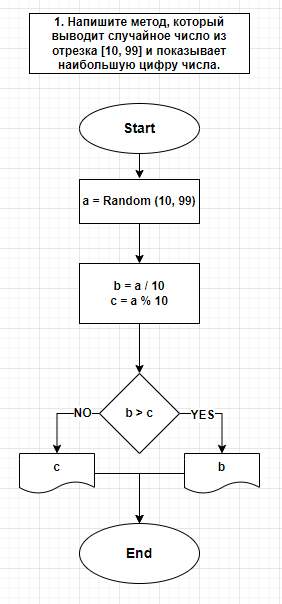 1. Напишите метод, который
выводит случайное число из
отрезка [10, 99] и показывает
наибольшую цифру числа.
Start
a = Random (10, 99)
b = a / 10
c = a % 10
b > c
NO
YES
c
b
End